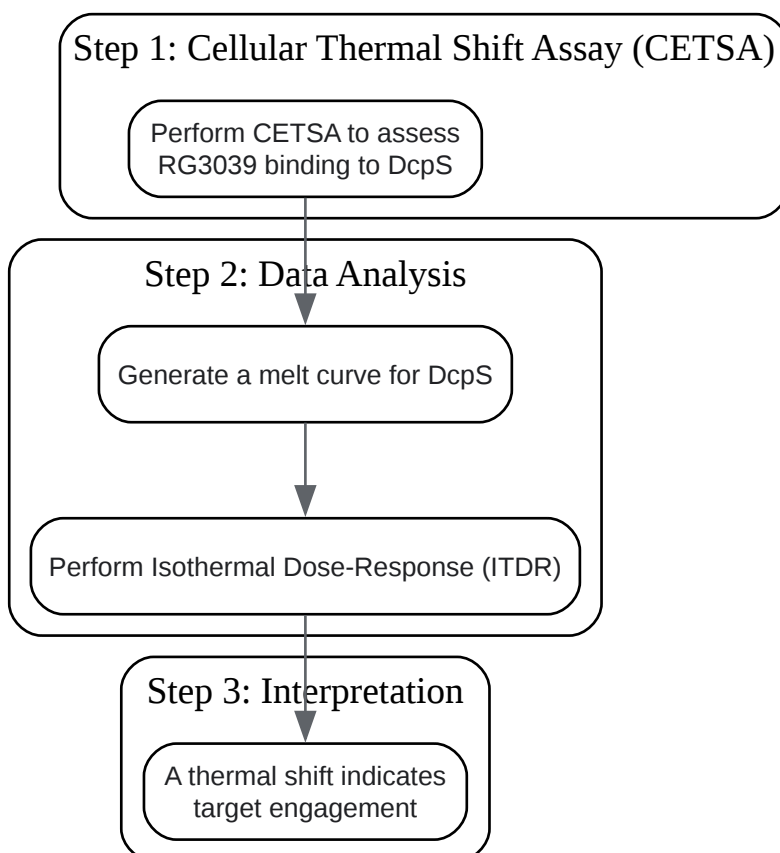 Step 1: Cellular Thermal Shift Assay (CETSA)
Perform CETSA to assess
RG3039 binding to DcpS
Step 2: Data Analysis
Generate a melt curve for DcpS
Perform Isothermal Dose-Response (ITDR)
Step 3: Interpretation
A thermal shift indicates
target engagement